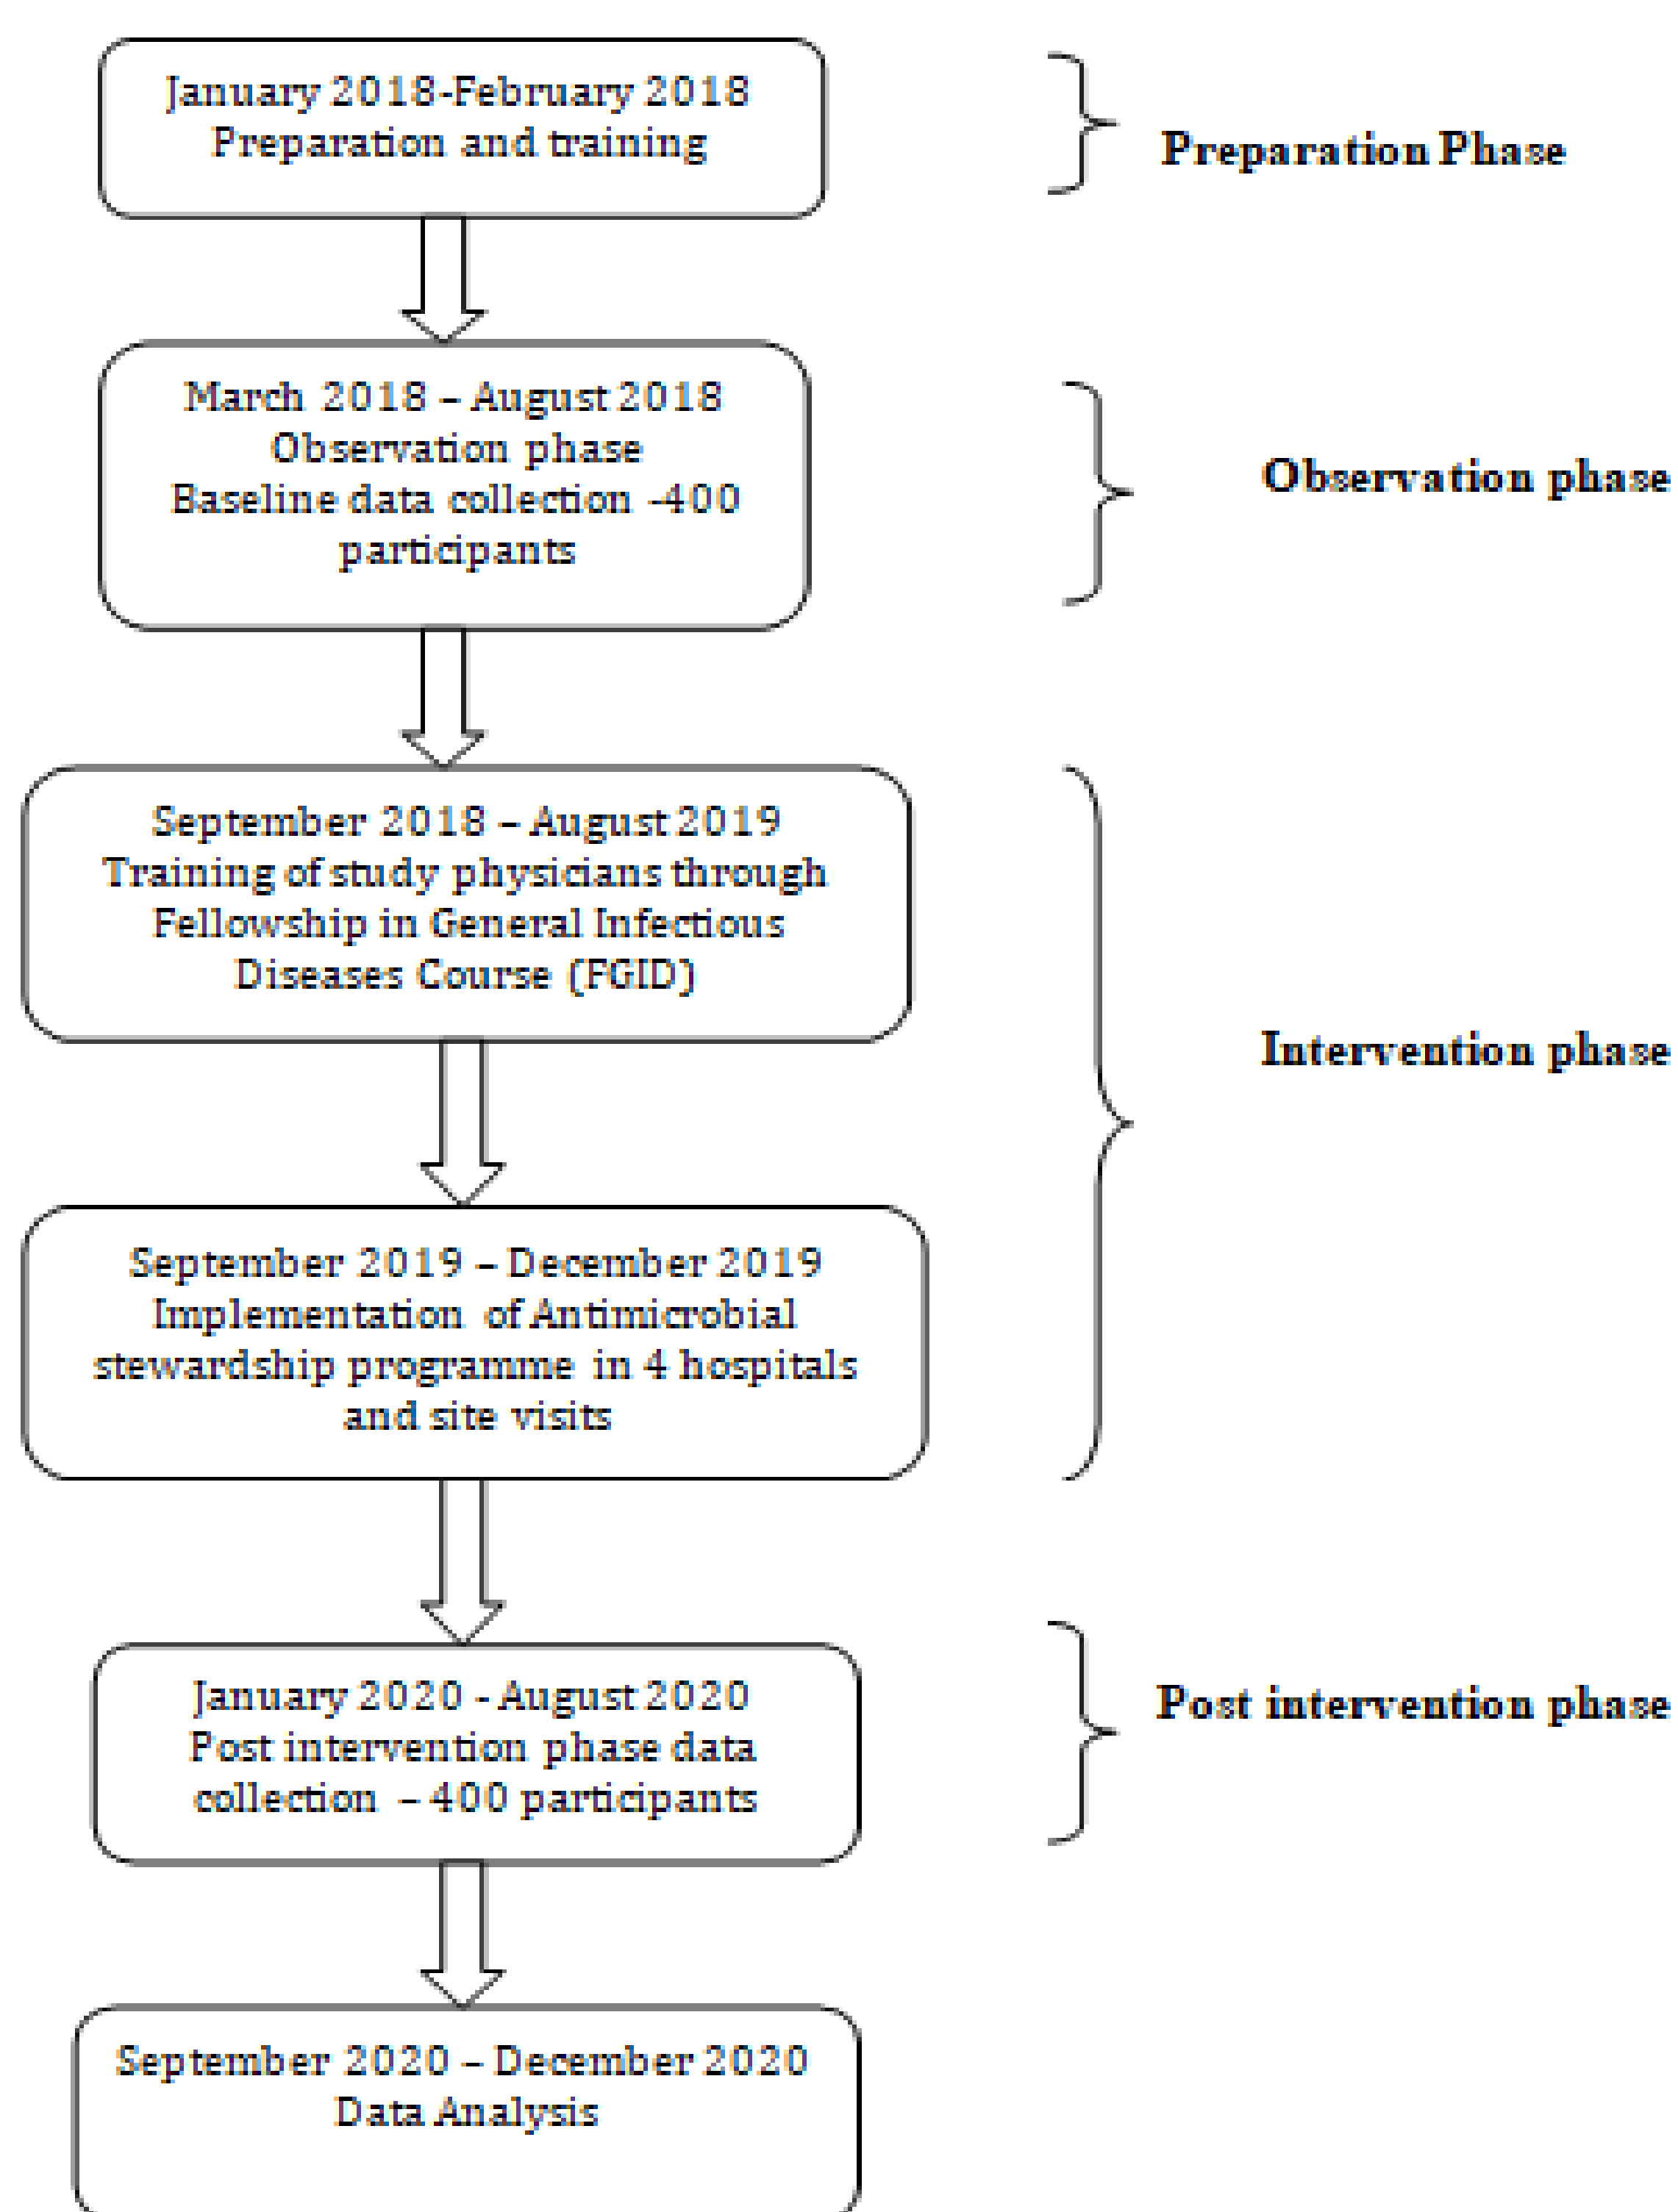 January 2018-February 2018
Preparation and training
Preparation Phase
March 2018 – August 2018
Observation phase
Baseline data collection -400
participants
Observation phase
September 2018 – August 2019
Training of study physicians through
Fellowship in General Infectious
Diseases Course (FGID)
Intervention phase
September 2019 – December 2019
Implementation of Antimicrobial
stewardship programme in 4 hospitals
and site visits
January 2020 - August 2020
Post intervention phase data
collection – 400 participants
Post intervention phase
September 2020 – December 2020
Data Analysis